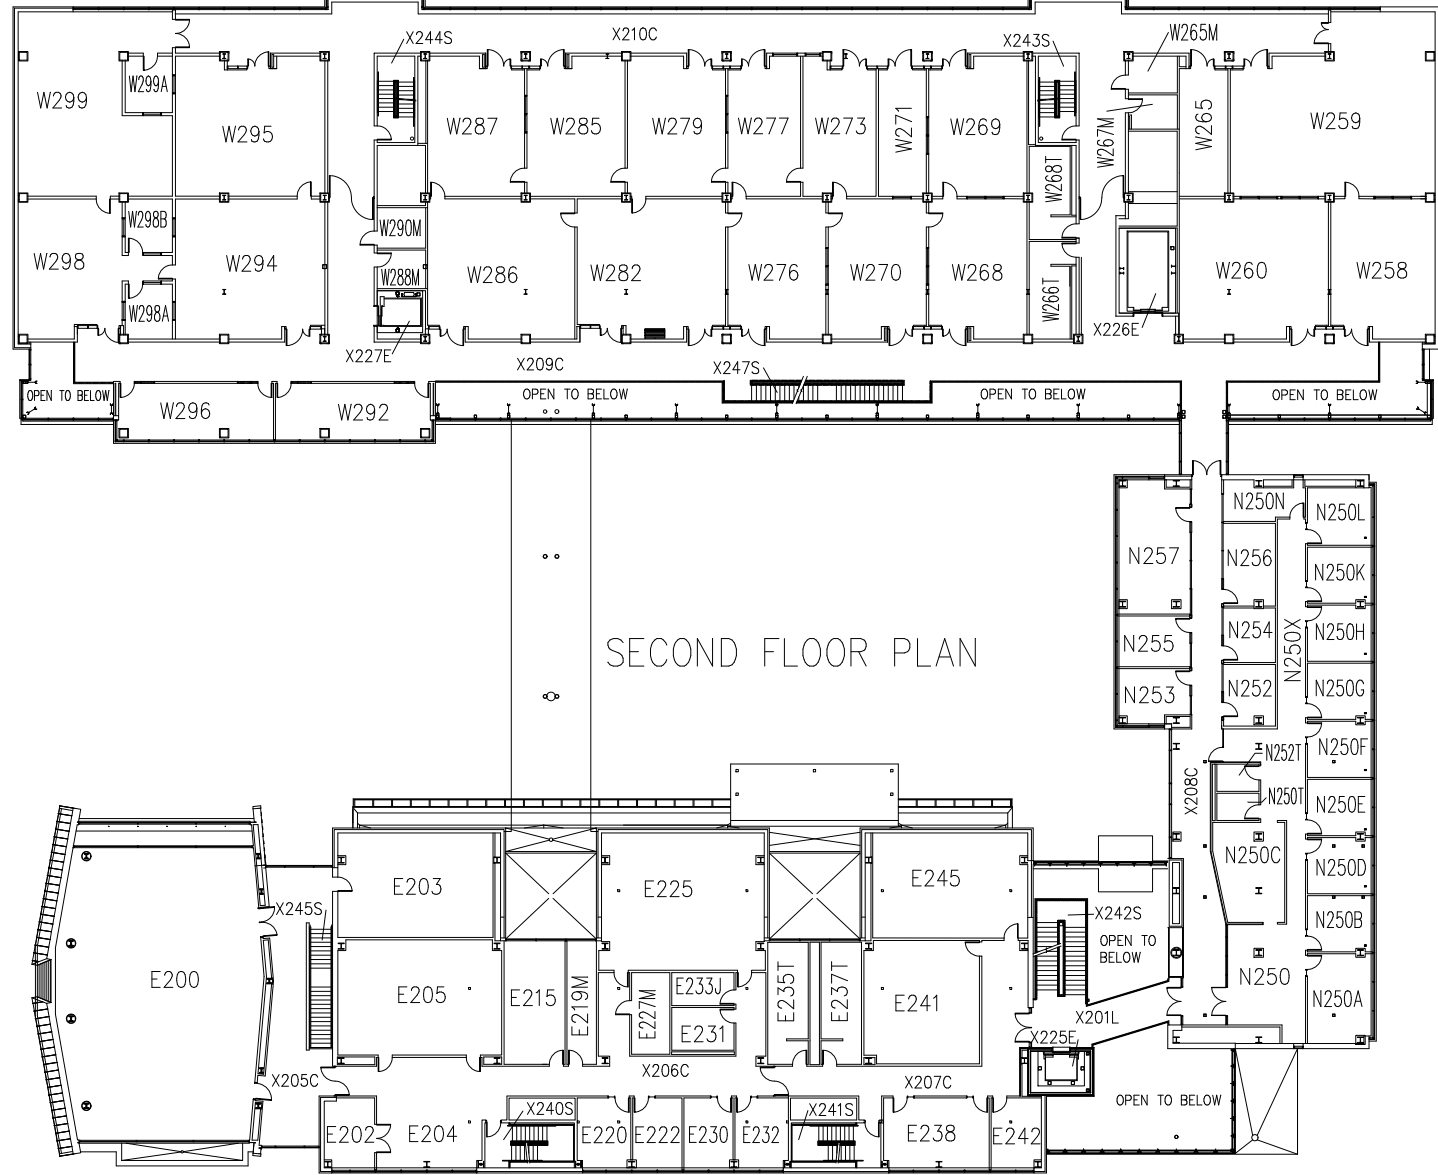 X244S
X210C
X243S
W265M
W299
W299A
W295
W287
W285
W279
W277
W273
W271
W269
W267M
W265
W259
W268T
W298B
W290M
W298
W294
W288M
W286
W282
W276
W270
W268
W266T
W260
W258
W298A
X227E
X209C
X247S
X226E
OPEN TO BELOW
W296
W292
OPEN TO BELOW
OPEN TO BELOW
OPEN TO BELOW
N250N
N250L
N257
N256
N250K
N255
N254
N250X
N250H
SECOND FLOOR PLAN
N253
N252
N250G
N252T
N250F
X208C
N250T
N250E
N250C
N250D
E203
E225
E245
X245S
X242S
N250B
OPEN TO
BELOW
E200
E205
E215
E219M
E227M
E233J
E231
E235T
E237T
E241
N250
N250A
X201L
X225E
X205C
X206C
X207C
OPEN TO BELOW
E202
E204
X240S
E220
E222
E230
E232
X241S
E238
E242